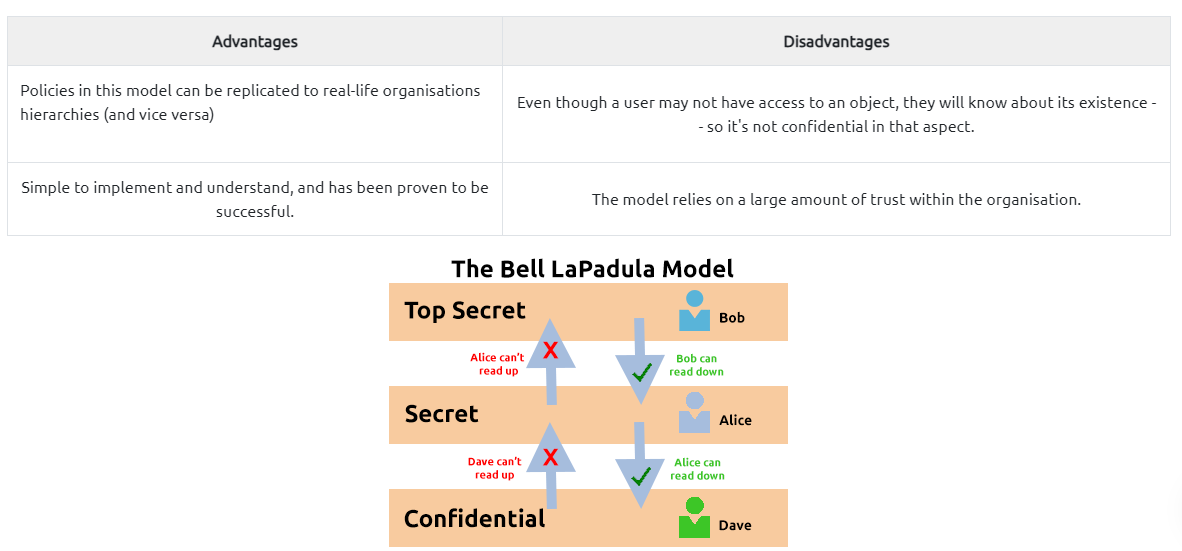 Advantages
Disadvantages
Policies in this model can be replicated to real-life organisations
hierarchies (and vice versa)
Even though a user may not have access to an object, they will know about its existence -
- so it's not confidential in that aspect.
Simple to implement and understand, and has been proven to be
successful.
The model relies on a large amount of trust within the organisation.
The Bell LaPadula Model
Top Secret
Bob
X
Alice can't
read up
Bob can
read down
Secret
Alice
X
Dave can't
read up
Alice can
read down
Confidential
Dave